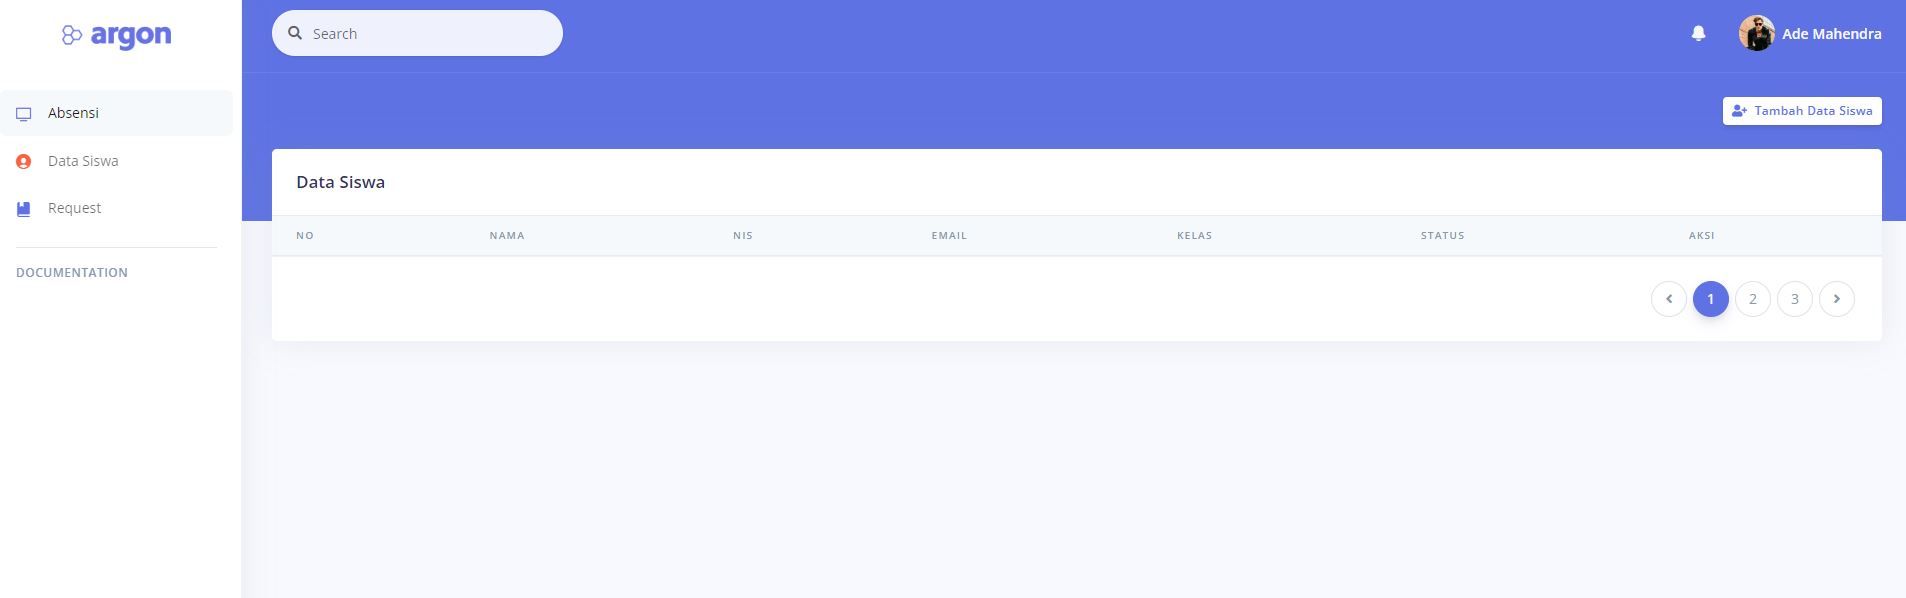 argon
Search
Ade Mahendra
Absensi
Data Siswa
Request
DOCUMENTATION
Tambah Data Siswa
Data Siswa
NO NAMA NIS EMAIL KELAS STATUS AKSI
1 2 3